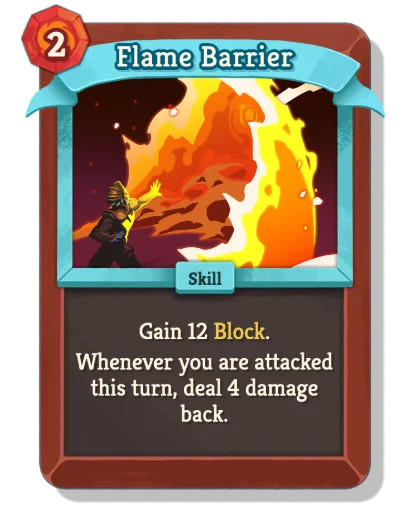 2
Flame Barrier
Skill
Gain 12 Block.
Whenever you are attacked
this turn, deal 4 damage
back.